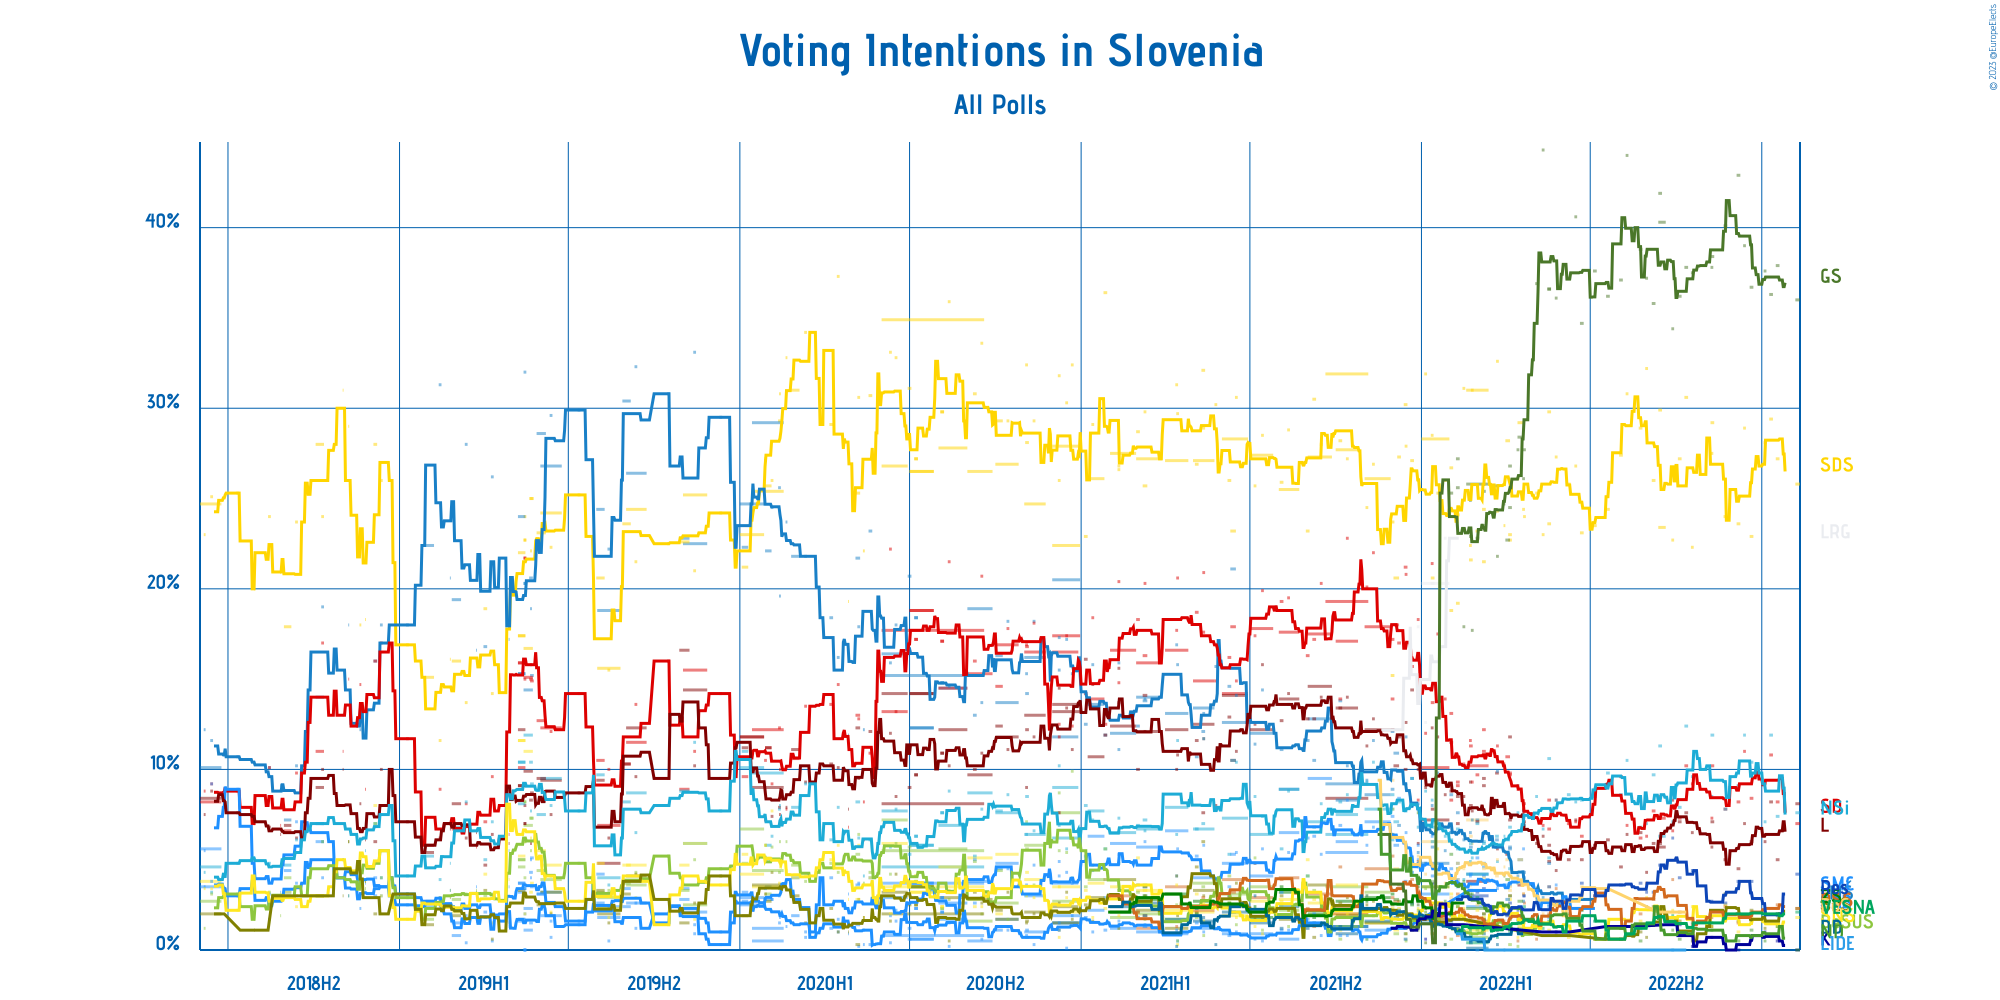 © 2023 @EuropeElects
Voting Intentions in Slovenia
All Polls
40%
30%
20%
10%
0%
GS
SDS
LRG
L
VESNA
LIDE
2018H2
2019H1
2019H2
2020H1
2020H2
2021H1
2021H2
2022H1
2022H2